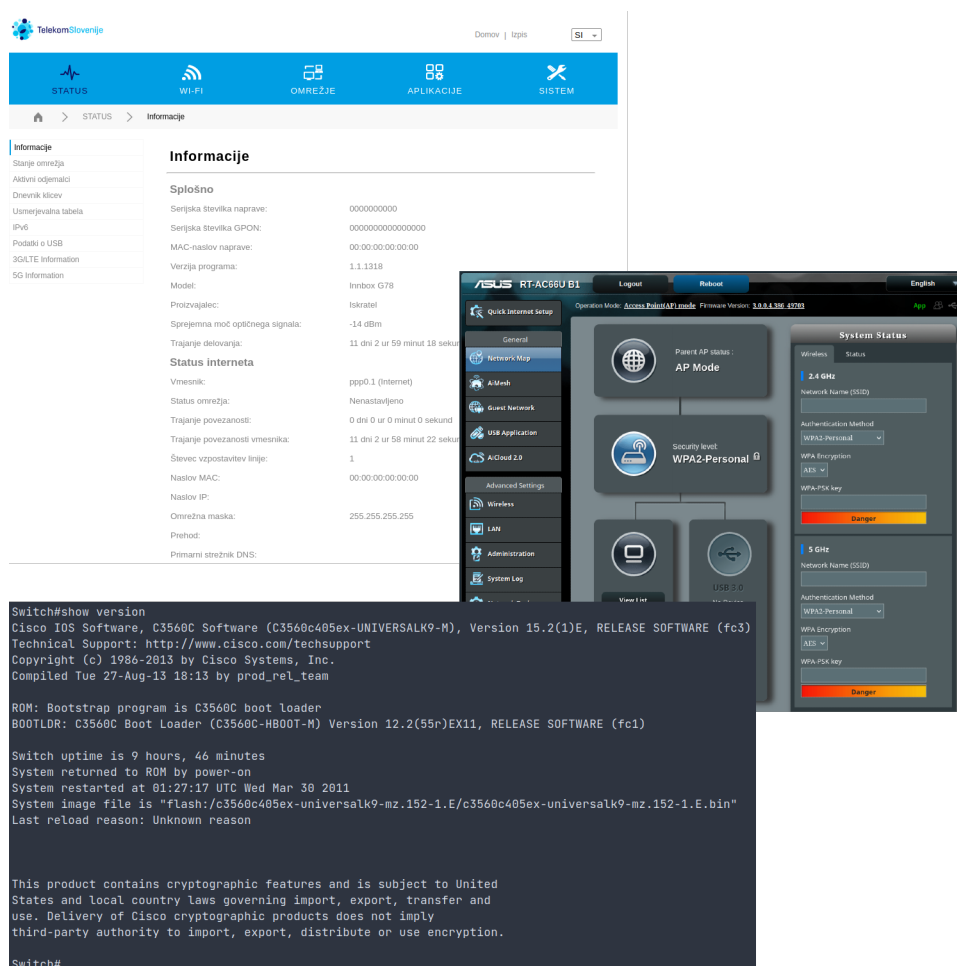 TelekomSlovenije
Domov | Izpis SI
STATUS WI-FI OMREŽJE APLIKACIJE SISTEM
STATUS Informacije
Informacije
Stanje omrežja
Aktivni odjemalci
Dnevnik klicev
Usmerjevalna tabela
IPv6
Podatki o USB
3G/LTE Information
5G Information
Informacije
Splošno
Serijska številka naprave: 0000000000
Serijska številka GPON: 0000000000000000
MAC-naslov naprave: 00:00:00:00:00:00
Verzija programa: 1.1.1318
Model: Innbox G78
Proizvajalec: Iskratel
Sprejemna moč optičnega signala: -14 dBm
Trajanje delovanja: 11 dni 2 ur 59 minut 18 sekun
Status interneta
Vmesnik: ppp0.1 (Internet)
Status omrežja: Nenastavljeno
Trajanje povezanosti: 0 dni 0 ur 0 minut 0 sekund
Trajanje povezanosti vmesnika: 11 dni 2 ur 58 minut 22 sekun
Števec vzpostavitev linije: 1
Naslov MAC: 00:00:00:00:00:00
Naslov IP:
Omrežna maska: 255.255.255.255
Prehod:
Primarni strežnik DNS:
ASUS RT-AC66U B1 Logout Reboot English
Operation Mode: Access Point(AP) mode Firmware Version: 3.0.0.4.386_49703 App
Quick Internet Setup
General
Network Map
AiMesh
Guest Network
USB Application
AiCloud 2.0
Advanced Settings
Wireless
LAN
Administration
System Log
Parent AP status :
AP Mode
Security level:
WPA2-Personal
View List
USB 3.0
No Device
System Status
Wireless Status
2.4 GHz
Network Name (SSID)
Authentication Method
WPA2-Personal
WPA Encryption
AES
WPA-PSK key
Danger
5 GHz
Network Name (SSID)
Authentication Method
WPA2-Personal
WPA Encryption
AES
WPA-PSK key
Danger
Switch#show version
Cisco IOS Software, C3560C Software (C3560c405ex-UNIVERSALK9-M), Version 15.2(1)E, RELEASE SOFTWARE (fc3)
Technical Support: http://www.cisco.com/techsupport
Copyright (c) 1986-2013 by Cisco Systems, Inc.
Compiled Tue 27-Aug-13 18:13 by prod_rel_team
ROM: Bootstrap program is C3560C boot loader
BOOTLDR: C3560C Boot Loader (C3560C-HBOOT-M) Version 12.2(55r)EX11, RELEASE SOFTWARE (fc1)
Switch uptime is 9 hours, 46 minutes
System returned to ROM by power-on
System restarted at 01:27:17 UTC Wed Mar 30 2011
System image file is "flash:/c3560c405ex-universalk9-mz.152-1.E/c3560c405ex-universalk9-mz.152-1.E.bin"
Last reload reason: Unknown reason
This product contains cryptographic features and is subject to United
States and local country laws governing import, export, transfer and
use. Delivery of Cisco cryptographic products does not imply
third-party authority to import, export, distribute or use encryption.
Switch#